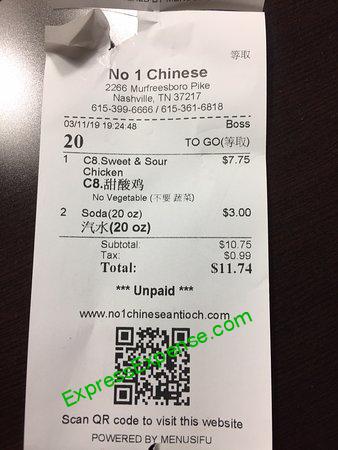 POWERED BY MENUSIFU
等取
No 1 Chinese
2266 Murfreesboro Pike
Nashville, TN 37217
615-399-6666 / 615-361-6818
03/11/19 19:24:48 Boss
20 TO GO(等取)
1 C8.Sweet & Sour $7.75
Chicken
C8.甜酸鸡
No Vegetable (不要 蔬菜)
2 Soda(20 oz) $3.00
汽水(20 oz)
Subtotal: $10.75
Tax: $0.99
Total: $11.74
*** Unpaid ***
www.no1chineseantioch.com
ExpressExpense.com
Scan QR code to visit this website
POWERED BY MENUSIFU